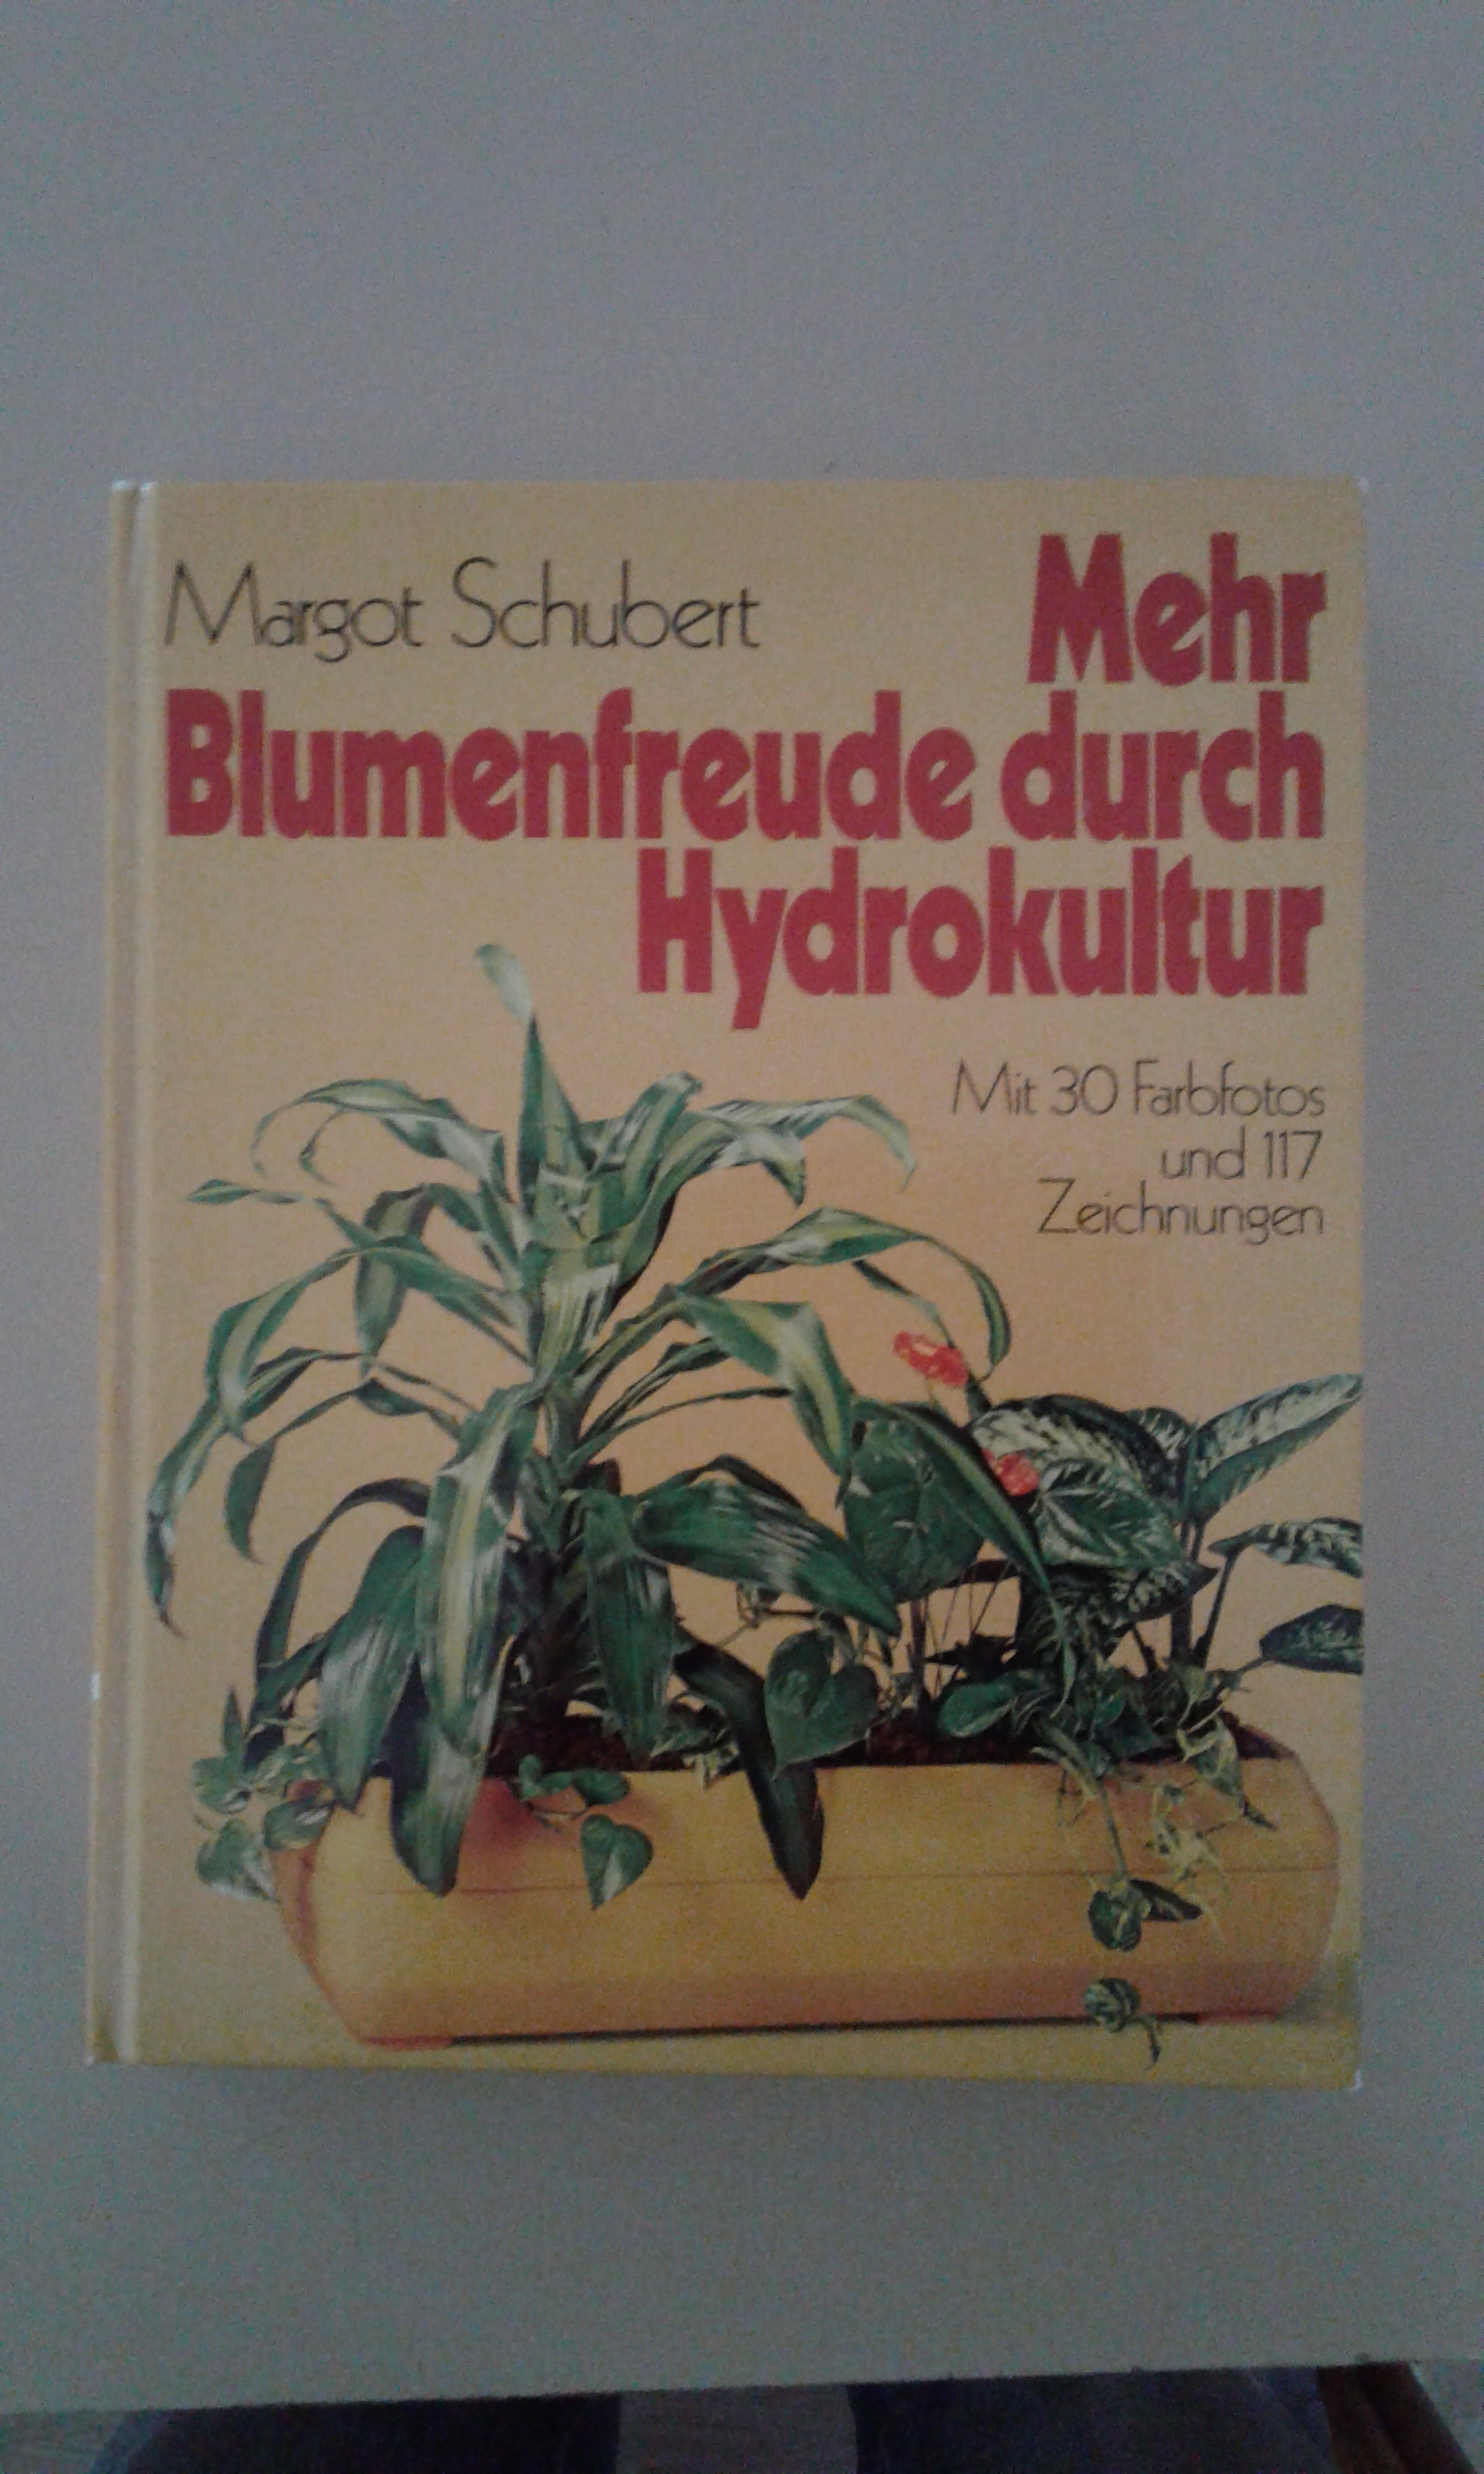 Margot Schubert
Mehr
Blumenfreude durch
Hydrokultur
Mit 30 Farbfotos
und 117
Zeichnungen